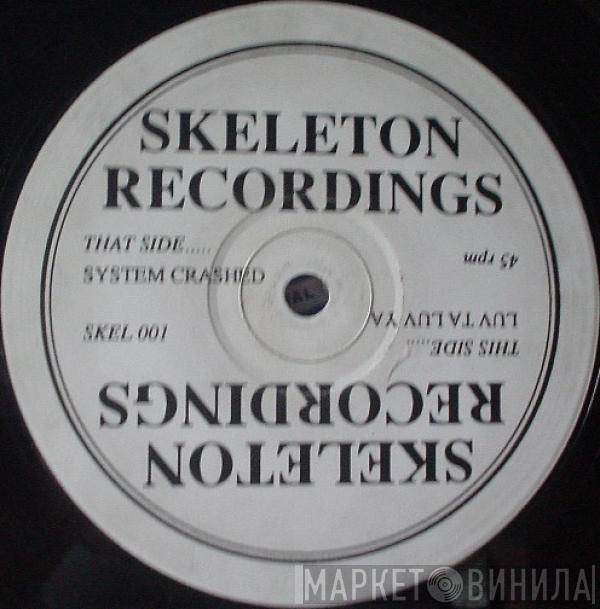 SKELETON
RECORDINGS
THAT SIDE.....
SYSTEM CRASHED
SKEL 001
45 rpm
LUV TA LUV YA
THIS SIDE.....
SKELETON
RECORDINGS
AL
МАРКЕТ ВИНИЛА